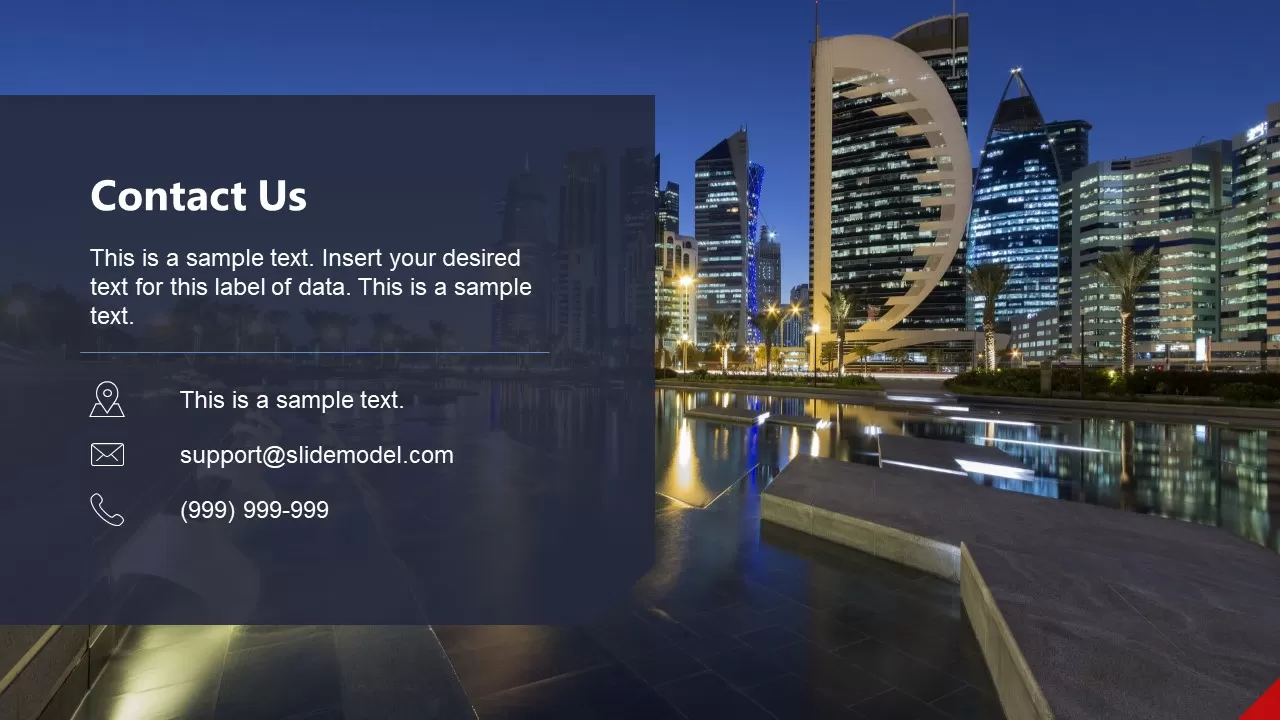 Contact Us
This is a sample text. Insert your desired
text for this label of data. This is a sample
text.
This is a sample text.
support@slidemodel.com
(999) 999-999